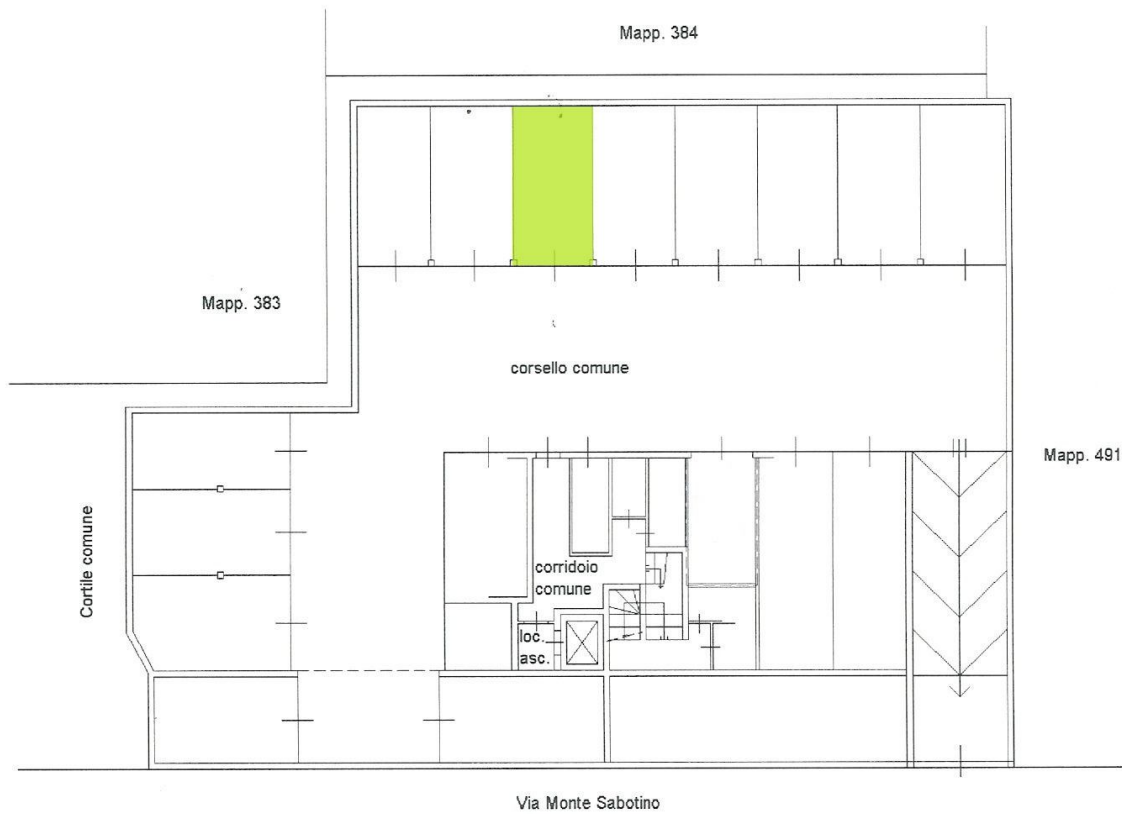 Mapp. 384
Mapp. 383
corsello comune
Mapp. 491
Cortile comune
corridoio
comune
loc.
asc.
Via Monte Sabotino